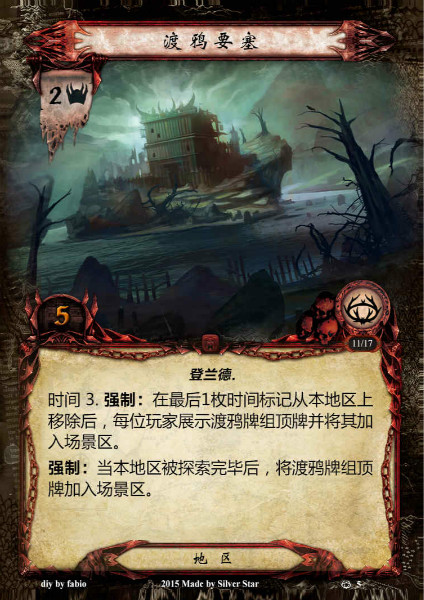 渡鸦要塞
2
5
11/17
登兰德.
时间 3. 强制：在最后1枚时间标记从本地区上
移除后，每位玩家展示渡鸦牌组顶牌并将其加
入场景区。
强制：当本地区被探索完毕后，将渡鸦牌组顶
牌加入场景区。
地区
diy by fabio 2015 Made by Silver Star 5